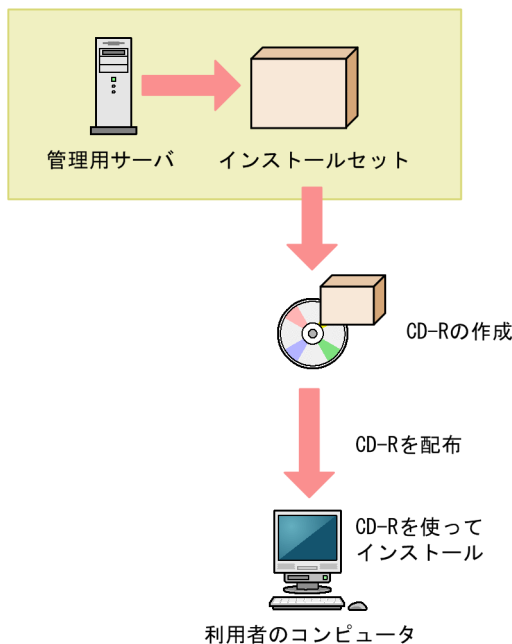 管理用サーバ
インストールセット
CD-Rの作成
CD-Rを配布
CD-Rを使って
インストール
利用者のコンピュータ